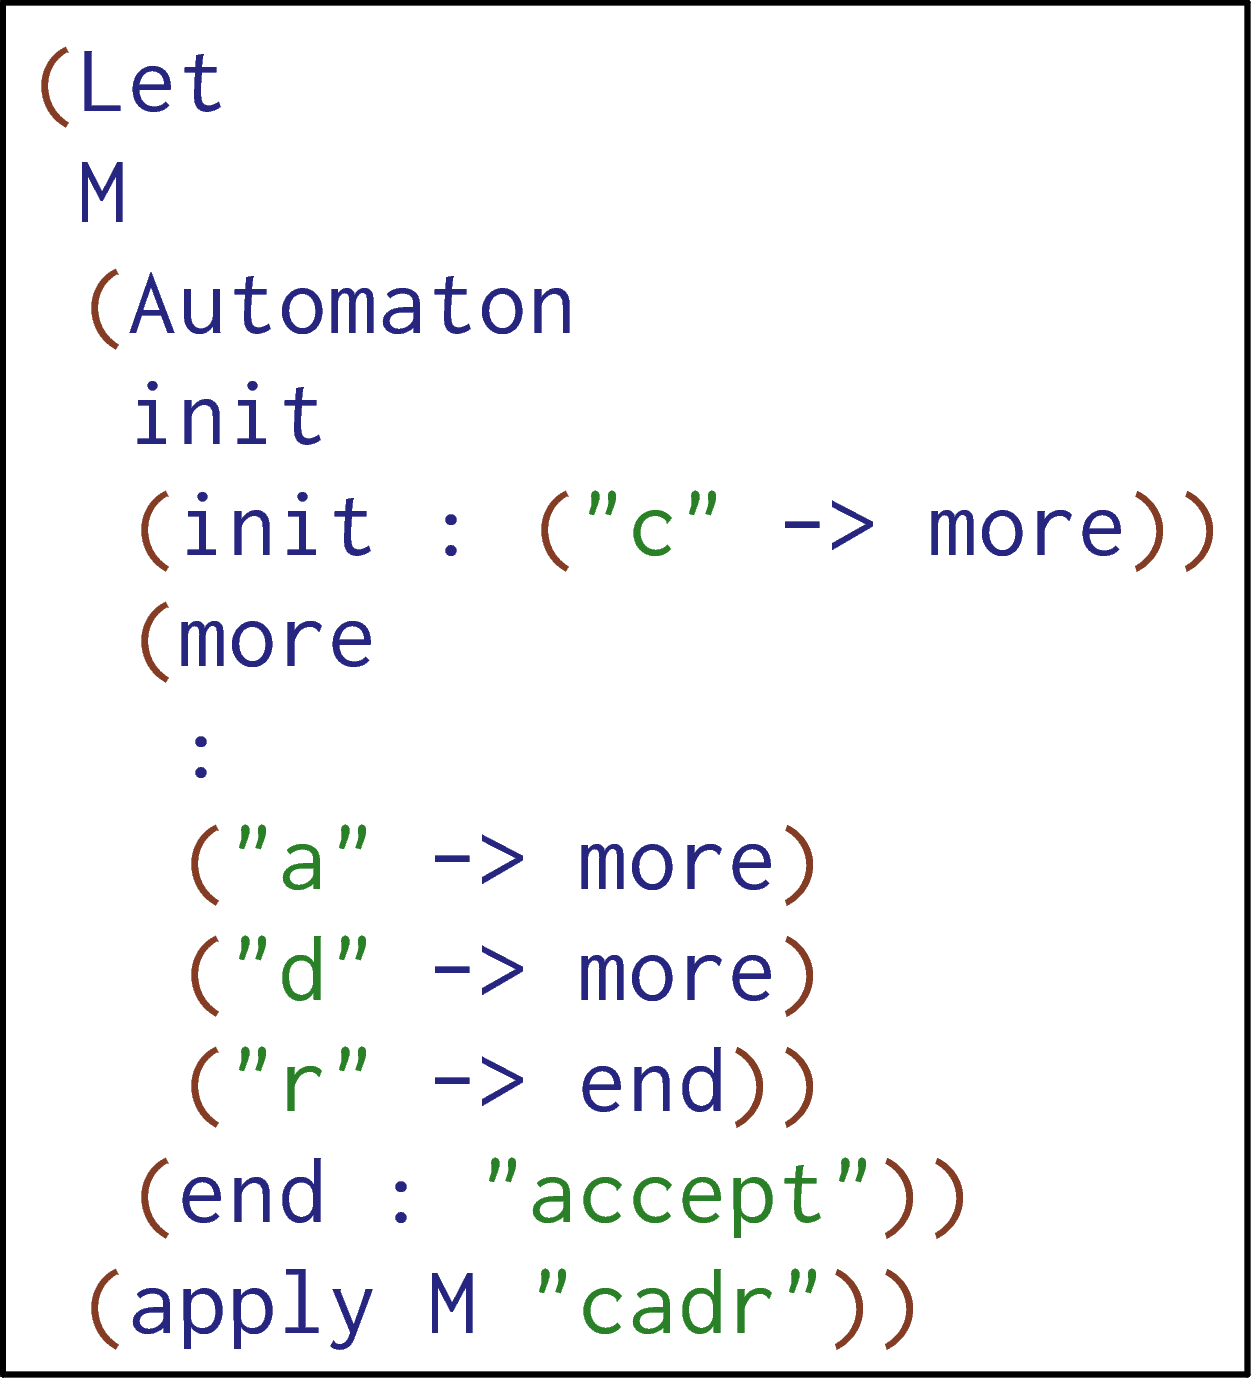 (Let
M
(Automaton
init
(init : ("c" -> more))
(more
:
("a" -> more)
("d" -> more)
("r" -> end))
(end : "accept"))
(apply M "cadr"))